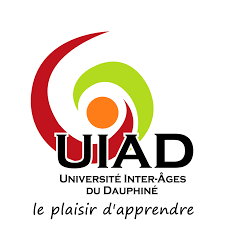 UIAD
UNIVERSITÉ INTER-ÂGES
DU DAUPHINÉ
le plaisir d'apprendre